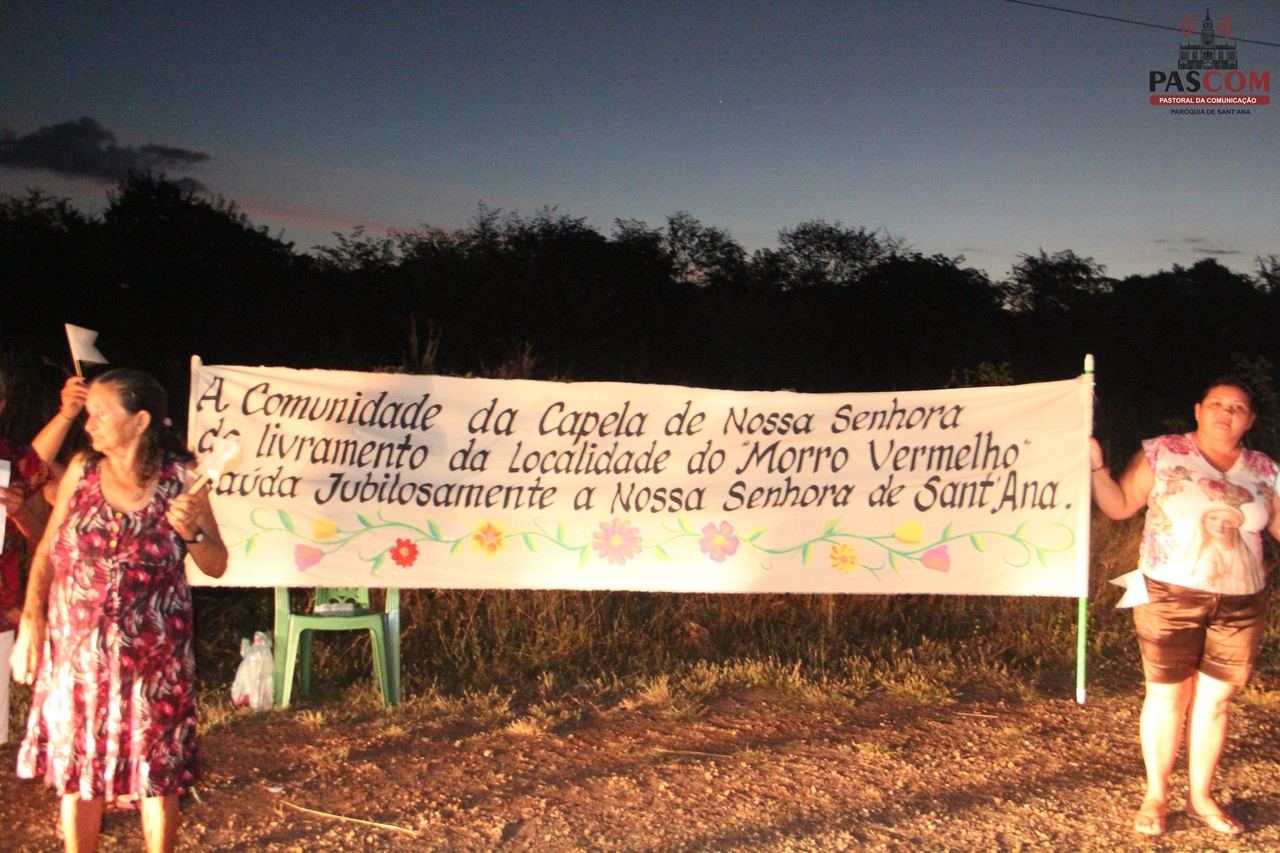 PASCOM
PASTORAL DA COMUNICAÇÃO
PARÓQUIA DE SANT'ANA
A Comunidade da Capela de Nossa Senhora
do livramento da Localidade do "Morro Vermelho"
Saúda Jubilosamente a Nossa Senhora de Sant'Ana.